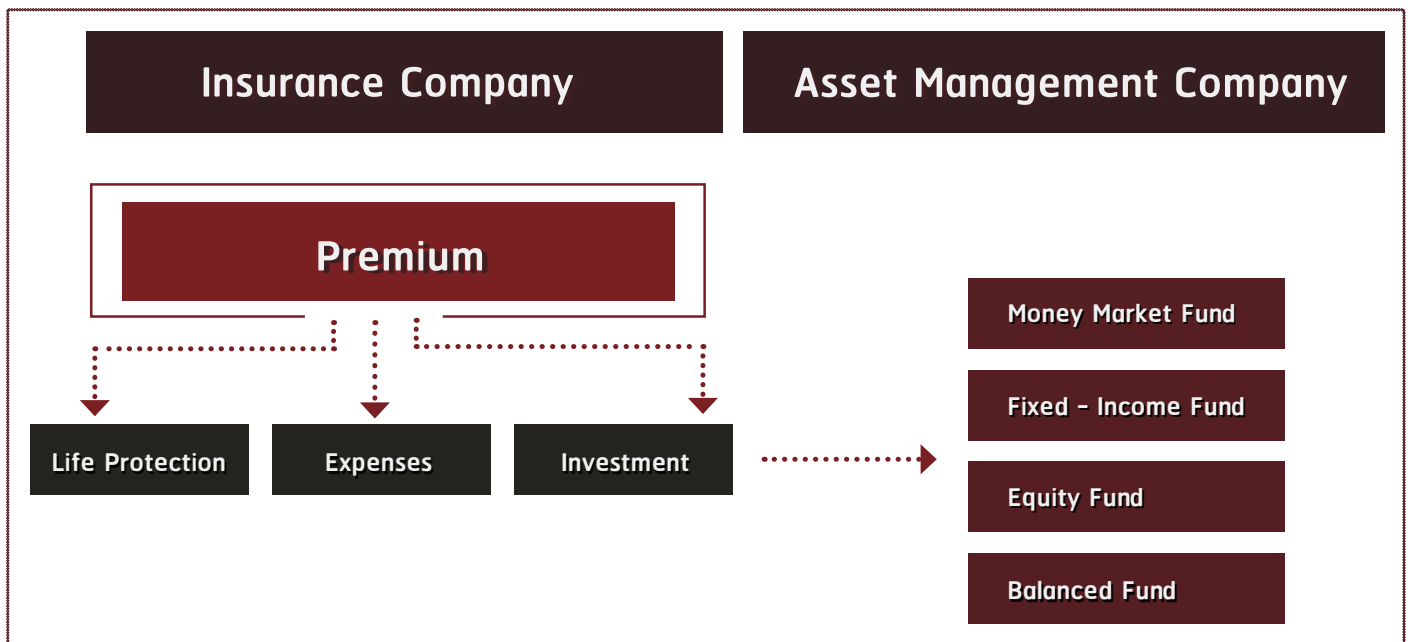 Insurance Company
Asset Management Company
Premium
Life Protection
Expenses
Investment
Money Market Fund
Fixed - Income Fund
Equity Fund
Balanced Fund